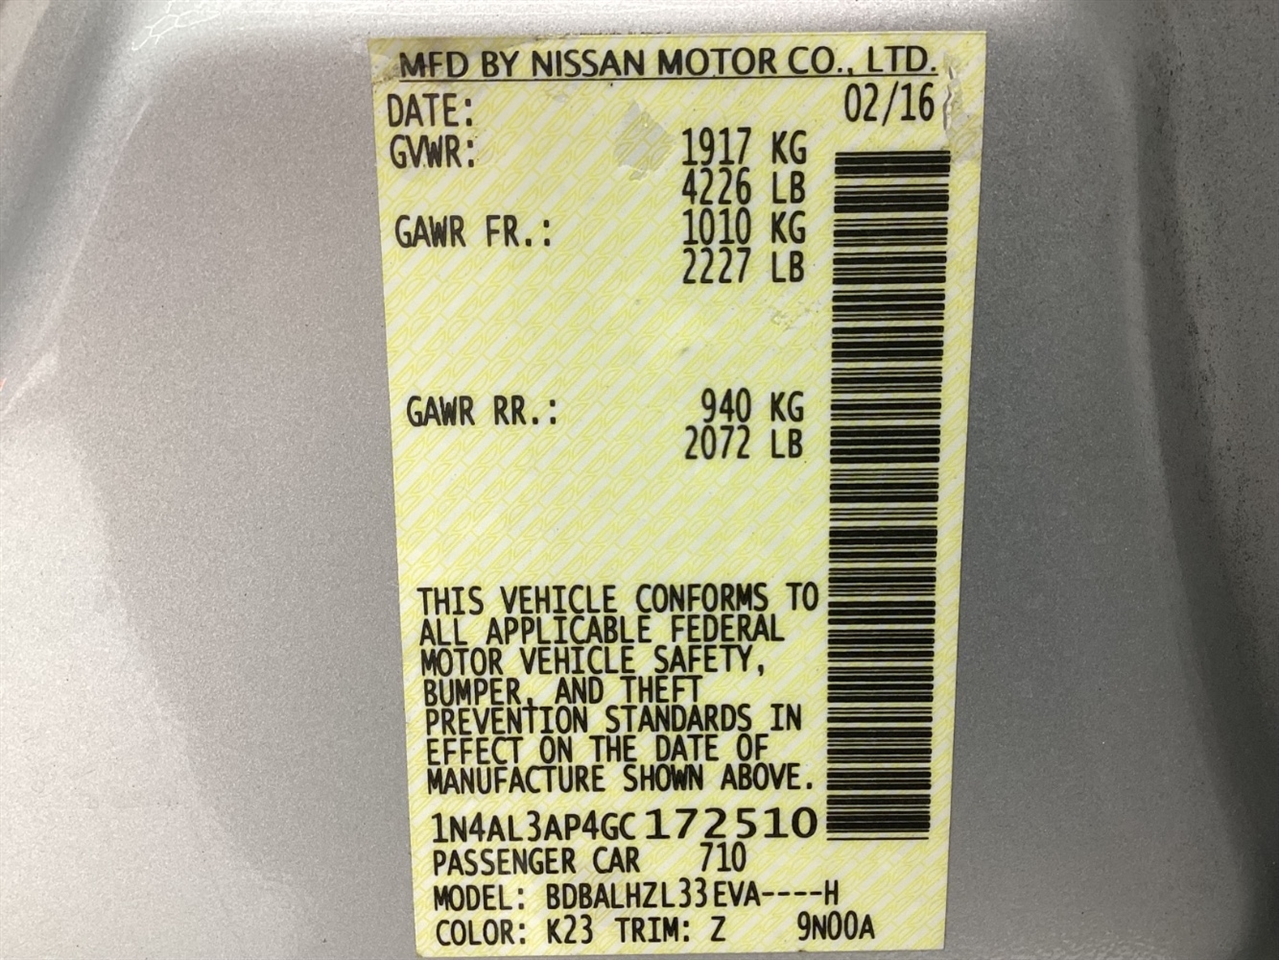 MFD BY NISSAN MOTOR CO., LTD.
DATE: 02/16
GVWR: 1917 KG
4226 LB
GAWR FR.: 1010 KG
2227 LB
GAWR RR.: 940 KG
2072 LB
THIS VEHICLE CONFORMS TO
ALL APPLICABLE FEDERAL
MOTOR VEHICLE SAFETY,
BUMPER, AND THEFT
PREVENTION STANDARDS IN
EFFECT ON THE DATE OF
MANUFACTURE SHOWN ABOVE.
1N4AL3AP4GC172510
PASSENGER CAR 710
MODEL: BDBALHZL33EVA----H
COLOR: K23 TRIM: Z 9N00A